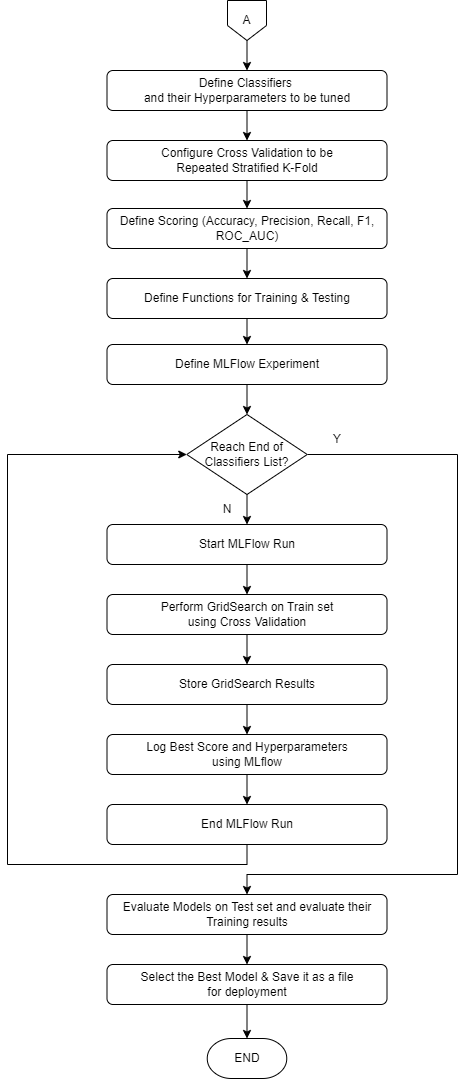 A
Define Classifiers
and their Hyperparameters to be tuned
Configure Cross Validation to be
Repeated Stratified K-Fold
Define Scoring (Accuracy, Precision, Recall, F1,
ROC_AUC)
Define Functions for Training & Testing
Define MLFlow Experiment
Reach End of
Classifiers List?
Y
N
Start MLFlow Run
Perform GridSearch on Train set
using Cross Validation
Store GridSearch Results
Log Best Score and Hyperparameters
using MLflow
End MLFlow Run
Evaluate Models on Test set and evaluate their
Training results
Select the Best Model & Save it as a file
for deployment
END